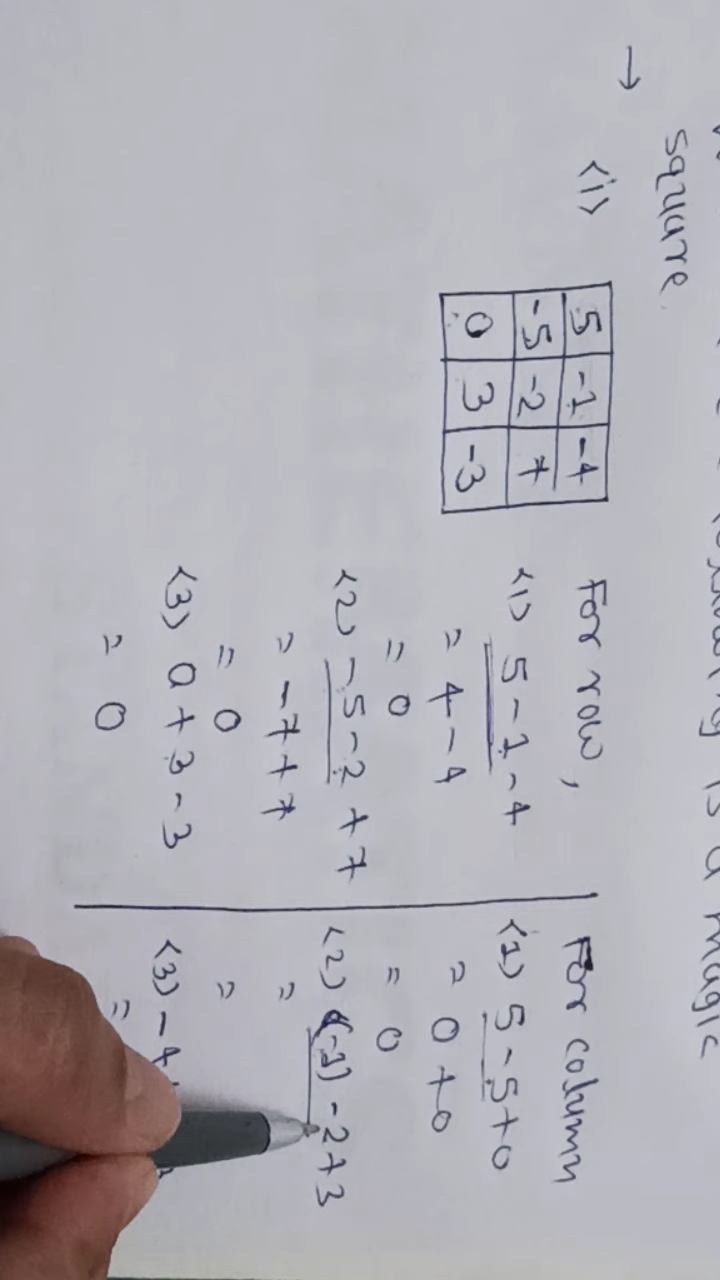 is a magic
square.
→ <i>
5 -1 -4
-5 -2 7
0 3 -3
For row,
<1> 5-1-4
= 4-4
= 0
<2> -5-2+7
= -7+7
= 0
<3> 0+3-3
= 0
For column
<1> 5-5+0
= 0+0
= 0
<2> (-1)-2+3
=
=
<3> -4
=